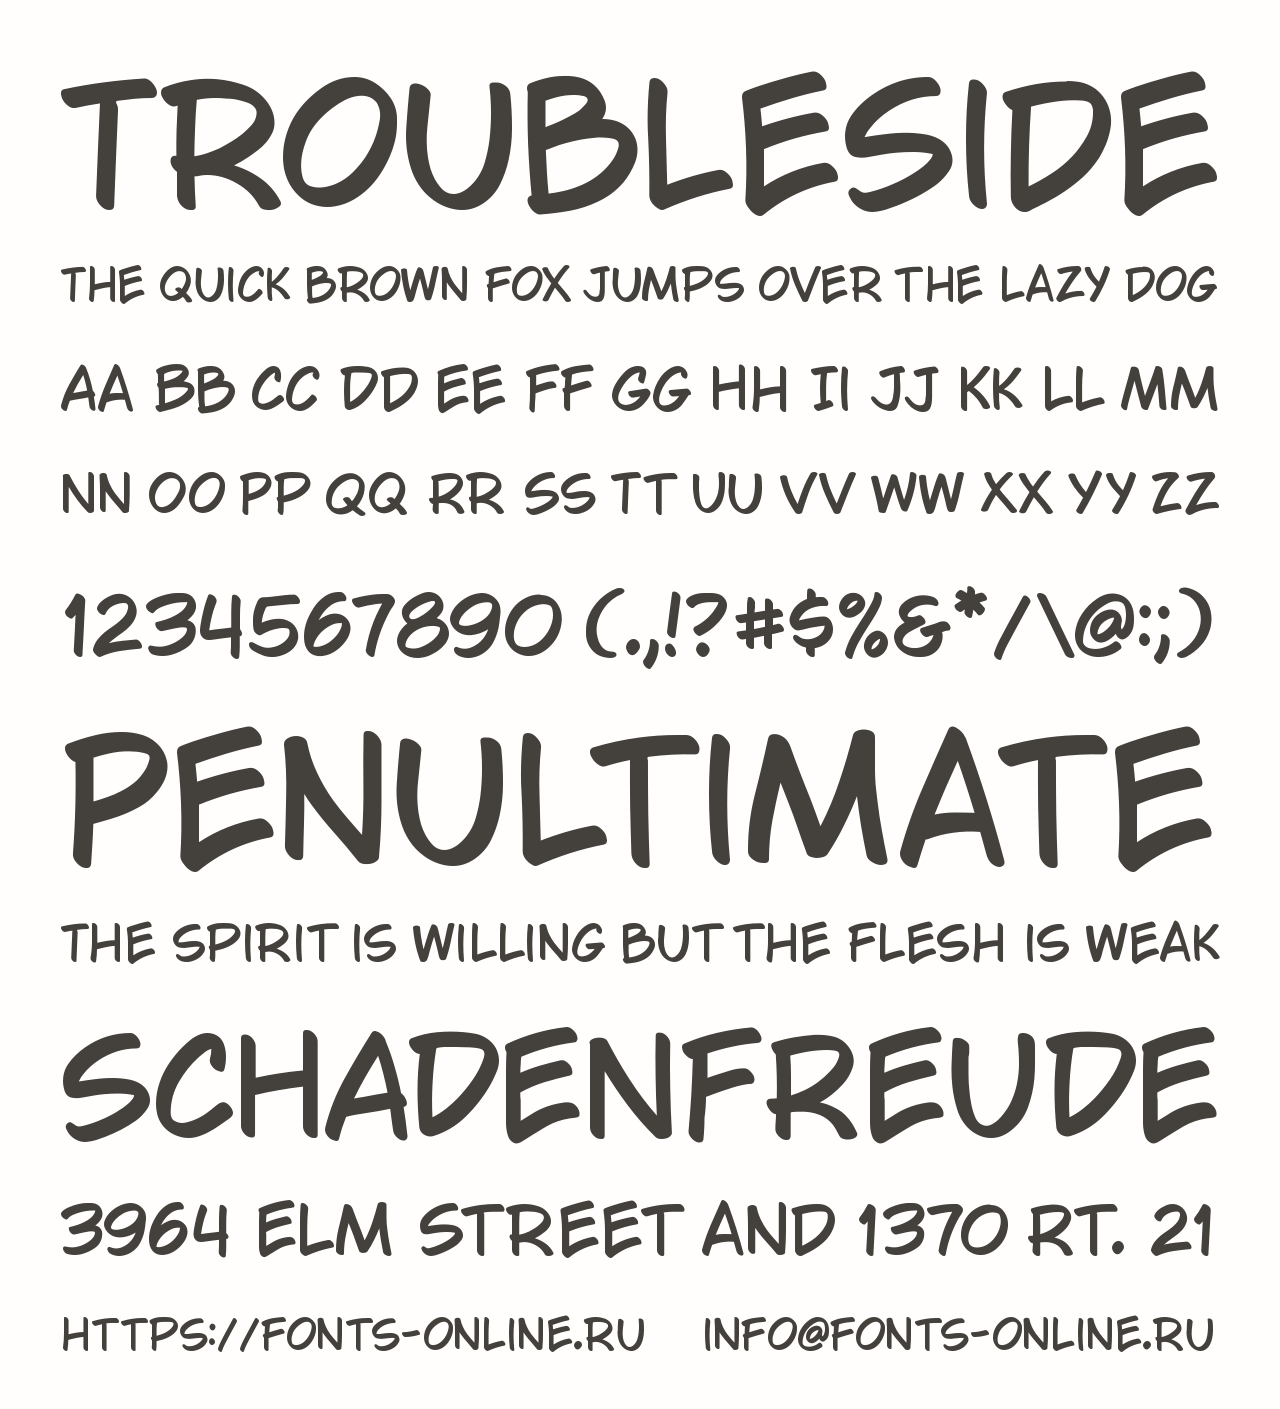 TROUBLESIDE
THE QUICK BROWN FOX JUMPS OVER THE LAZY DOG
AA BB CC DD EE FF GG HH II JJ KK LL MM
NN OO PP QQ RR SS TT UU VV WW XX YY ZZ
1234567890 (.,!?#$%&*/\@:;)
PENULTIMATE
THE SPIRIT IS WILLING BUT THE FLESH IS WEAK
SCHADENFREUDE
3964 ELM STREET AND 1370 RT. 21
HTTPS://FONTS-ONLINE.RU INFO@FONTS-ONLINE.RU